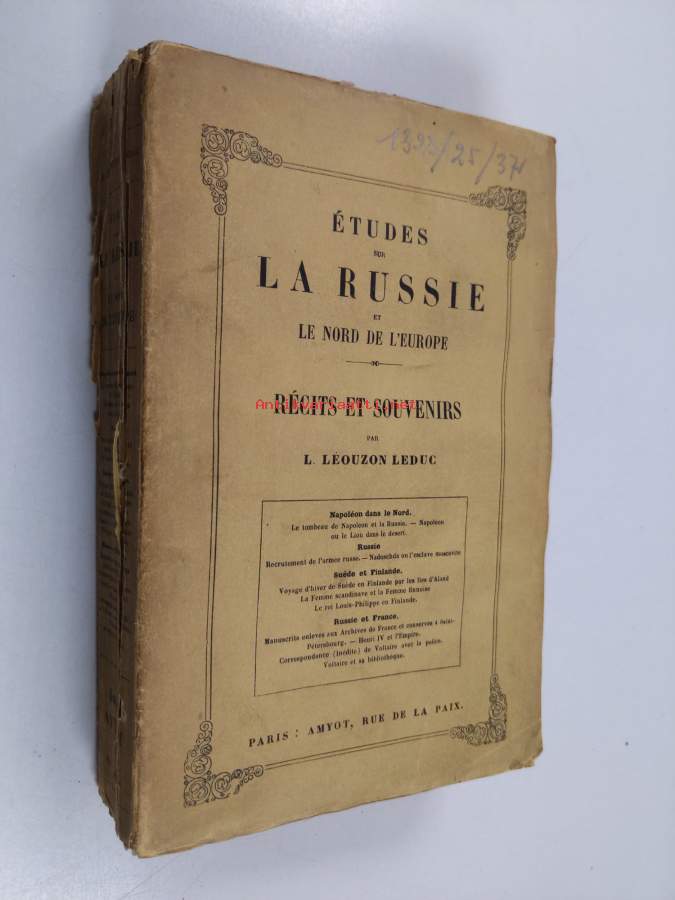 1393/25/37
ÉTUDES
SUR
LA RUSSIE
ET
LE NORD DE L'EUROPE
RÉCITS ET SOUVENIRS
Antikvariaatti.net
PAR
L. LÉOUZON LEDUC
Napoléon dans le Nord.
Le tombeau de Napoléon et la Russie. — Napoléon
ou le Lion dans le désert.
Russie
Recrutement de l'armée russe. — Nadeschda ou l'esclave moscovite
Suède et Finlande.
Voyage d'hiver de Suède en Finlande par les îles d'Aland
La Femme scandinave et la Femme finnoise
Le roi Louis-Philippe en Finlande.
Russie et France.
Manuscrits enlevés aux Archives de France et conservés à Saint-
Pétersbourg. — Henri IV et l'Empire.
Correspondance (inédite) de Voltaire avec la police.
Voltaire et sa bibliothèque.
PARIS : AMYOT, RUE DE LA PAIX.